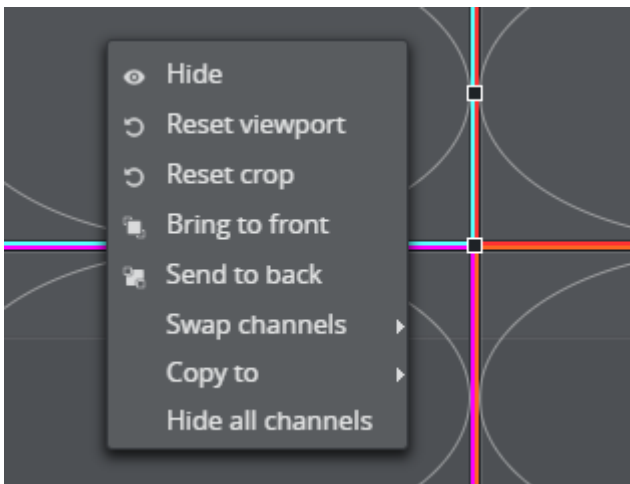 Hide
Reset viewport
Reset crop
Bring to front
Send to back
Swap channels
Copy to
Hide all channels